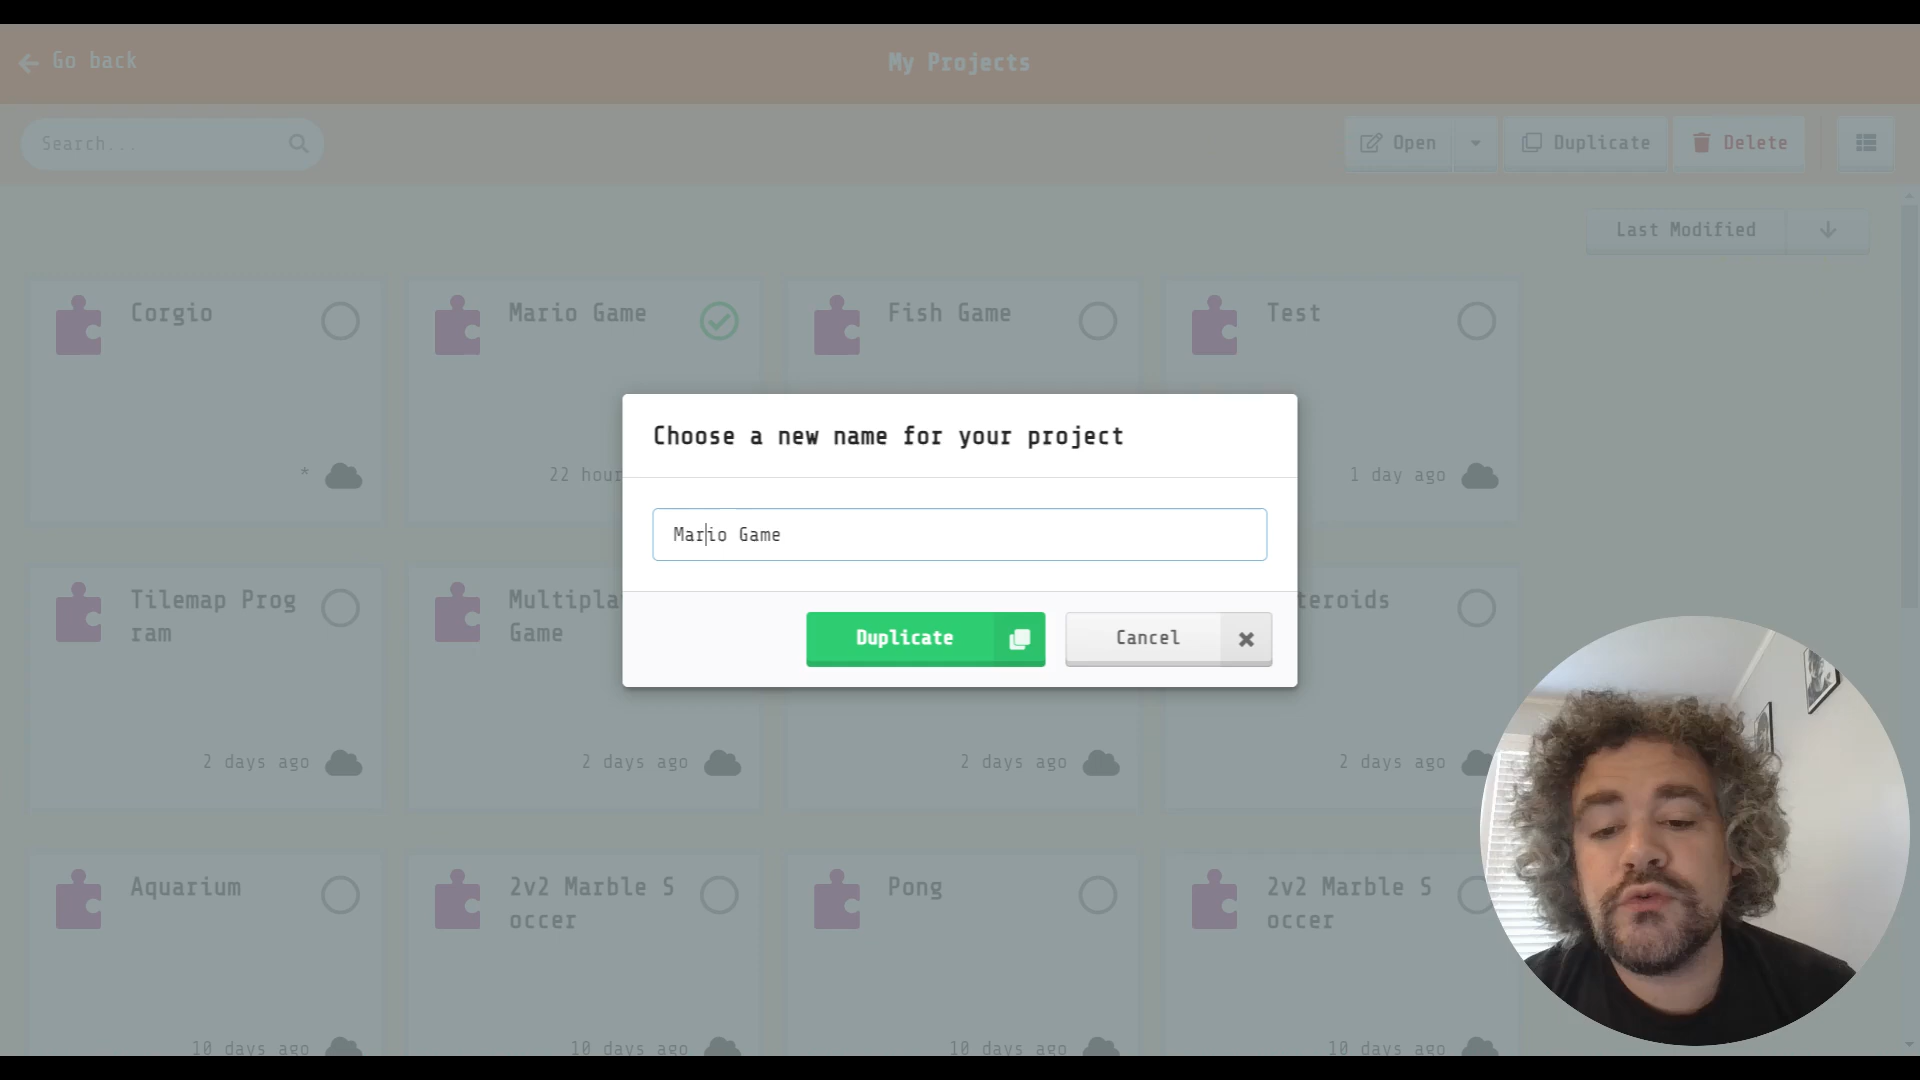 Go back
My Projects
Search...
Open
Duplicate
Delete
Last Modified
Corgio
Mario Game
Fish Game
Test
Choose a new name for your project
*
22 hour
1 day ago
Mario Game
Tilemap Prog
ram
Multipla
Game
teroids
Duplicate
Cancel
2 days ago
2 days ago
2 days ago
2 days ago
Aquarium
2v2 Marble S
occer
Pong
2v2 Marble S
occer
10 days ago
10 days ago
10 days ago
10 days ago